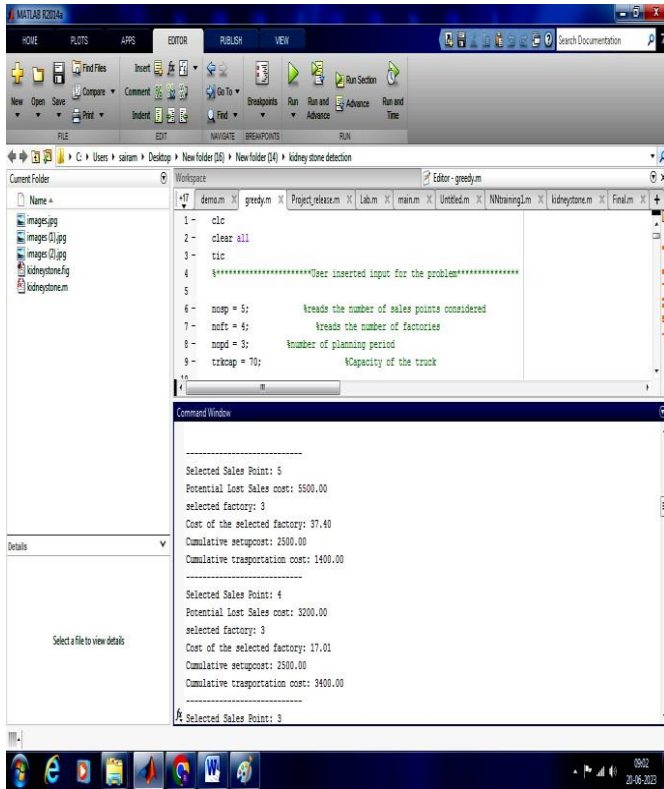 MATLAB R2014a
HOME PLOTS APPS EDITOR PUBLISH VIEW Search Documentation
Find Files Insert fx
Compare Comment % Go To Breakpoints Run Run and Advance Run Section Advance Run and Time
New Open Save Print Indent Find
FILE EDIT NAVIGATE BREAKPOINTS RUN
C: Users sairam Desktop New folder (16) New folder (14) kidney stone detection
Current Folder
Name
images.jpg
images (1).jpg
images (2).jpg
kidneystone.fig
kidneystone.m
Details
Select a file to view details
Workspace
Editor - greedy.m
+17 demo.m greedy.m Project_release.m Lab.m main.m Untitled.m NNtraining1.m kidneystone.m Final.m +
1 - clc
2 - clear all
3 - tic
4 %***********************User inserted input for the problem***************
5
6 - nosp = 5; %reads the number of sales points considered
7 - noft = 4; %reads the number of factories
8 - nopd = 3; %number of planning period
9 - trkcap = 70; %Capacity of the truck
10
Command Window
----------------------------
Selected Sales Point: 5
Potential Lost Sales cost: 5500.00
selected factory: 3
Cost of the selected factory: 37.40
Cumulative setupcost: 2500.00
Cumulative trasportation cost: 1400.00
----------------------------
Selected Sales Point: 4
Potential Lost Sales cost: 3200.00
selected factory: 3
Cost of the selected factory: 17.01
Cumulative setupcost: 2500.00
Cumulative trasportation cost: 3400.00
----------------------------
fx Selected Sales Point: 3
09:02
20-06-2023